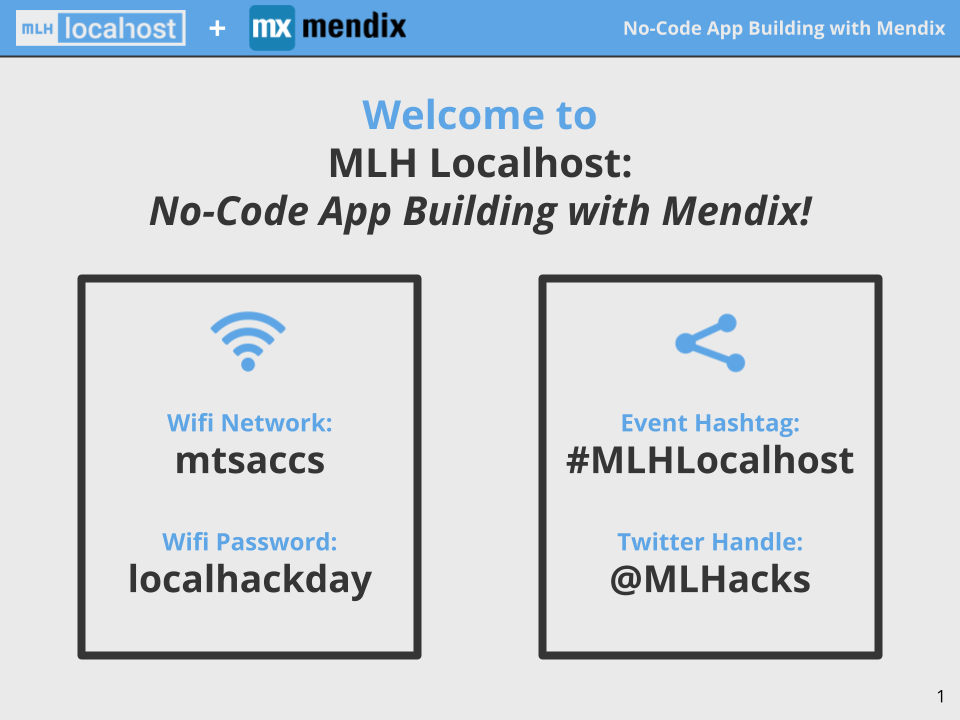 MLH locahost + mx mendix No-Code App Building with Mendix
Welcome to
MLH Localhost:
No-Code App Building with Mendix!
Wifi Network:
mtsaccs
Wifi Password:
localhackday
Event Hashtag:
#MLHLocalhost
Twitter Handle:
@MLHacks
1